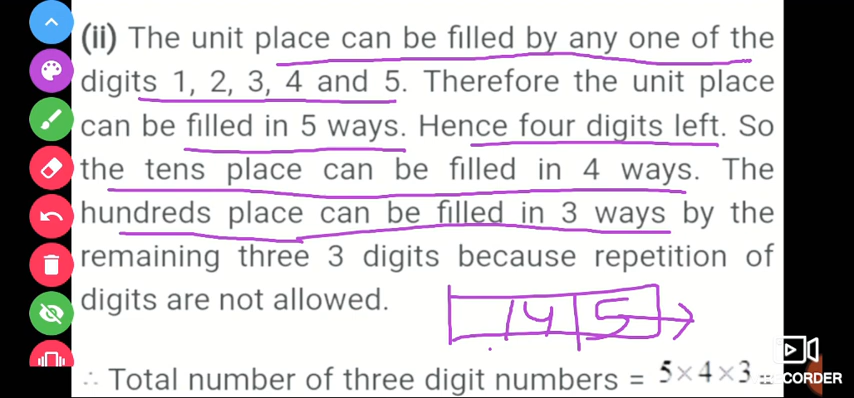 (ii) The unit place can be filled by any one of the
digits 1, 2, 3, 4 and 5. Therefore the unit place
can be filled in 5 ways. Hence four digits left. So
the tens place can be filled in 4 ways. The
hundreds place can be filled in 3 ways by the
remaining three 3 digits because repetition of
digits are not allowed.
4 5
∴ Total number of three digit numbers = 5×4×3 =
CORDER